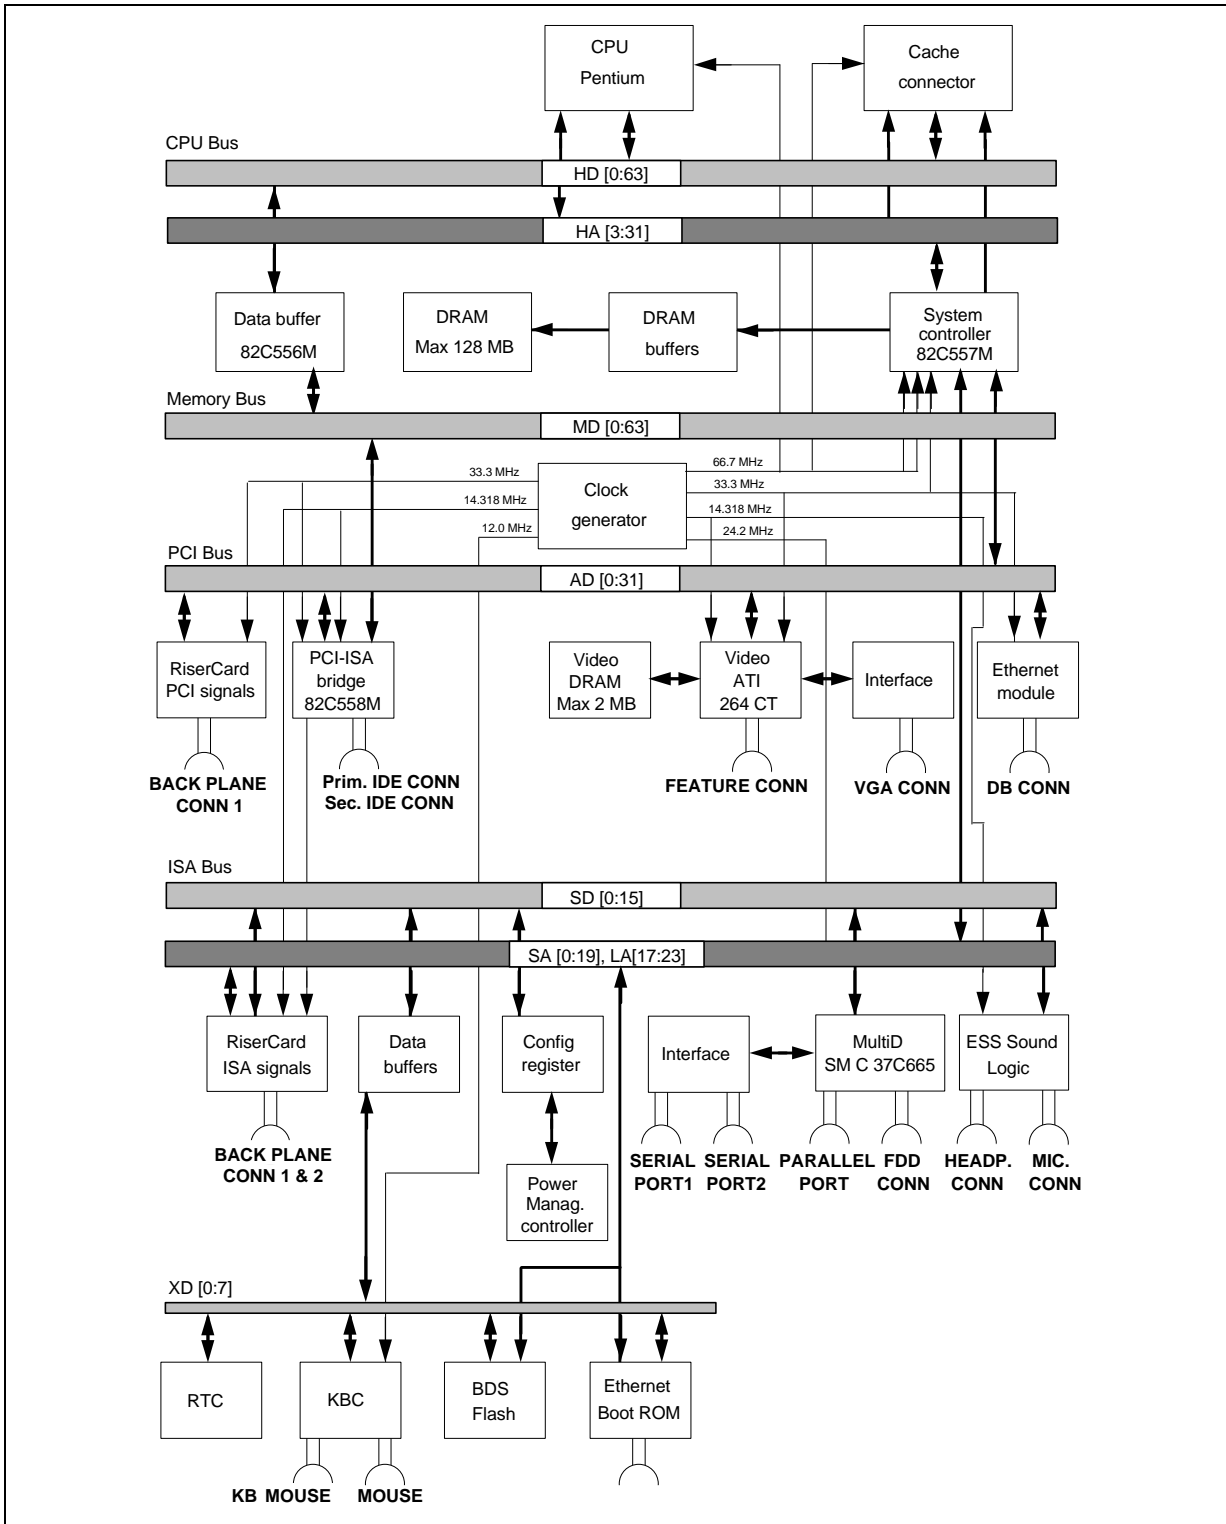 CPU
Pentium
Cache
connector
CPU Bus
HD [0:63]
HA [3:31]
Data buffer
82C556M
DRAM
Max 128 MB
DRAM
buffers
System
controller
82C557M
Memory Bus
MD [0:63]
33.3 MHz
14.318 MHz
12.0 MHz
Clock
generator
66.7 MHz
33.3 MHz
14.318 MHz
24.2 MHz
PCI Bus
AD [0:31]
RiserCard
PCI signals
PCI-ISA
bridge
82C558M
Video
DRAM
Max 2 MB
Video
ATI
264 CT
Interface
Ethernet
module
BACK PLANE
CONN 1
Prim. IDE CONN
Sec. IDE CONN
FEATURE CONN
VGA CONN
DB CONN
ISA Bus
SD [0:15]
SA [0:19], LA[17:23]
RiserCard
ISA signals
Data
buffers
Config
register
Interface
MultiD
SM C 37C665
ESS Sound
Logic
BACK PLANE
CONN 1 & 2
SERIAL
PORT1
SERIAL
PORT2
PARALLEL
PORT
FDD
CONN
HEADP.
CONN
MIC.
CONN
Power
Manag.
controller
XD [0:7]
RTC
KBC
BDS
Flash
Ethernet
Boot ROM
KB MOUSE
MOUSE